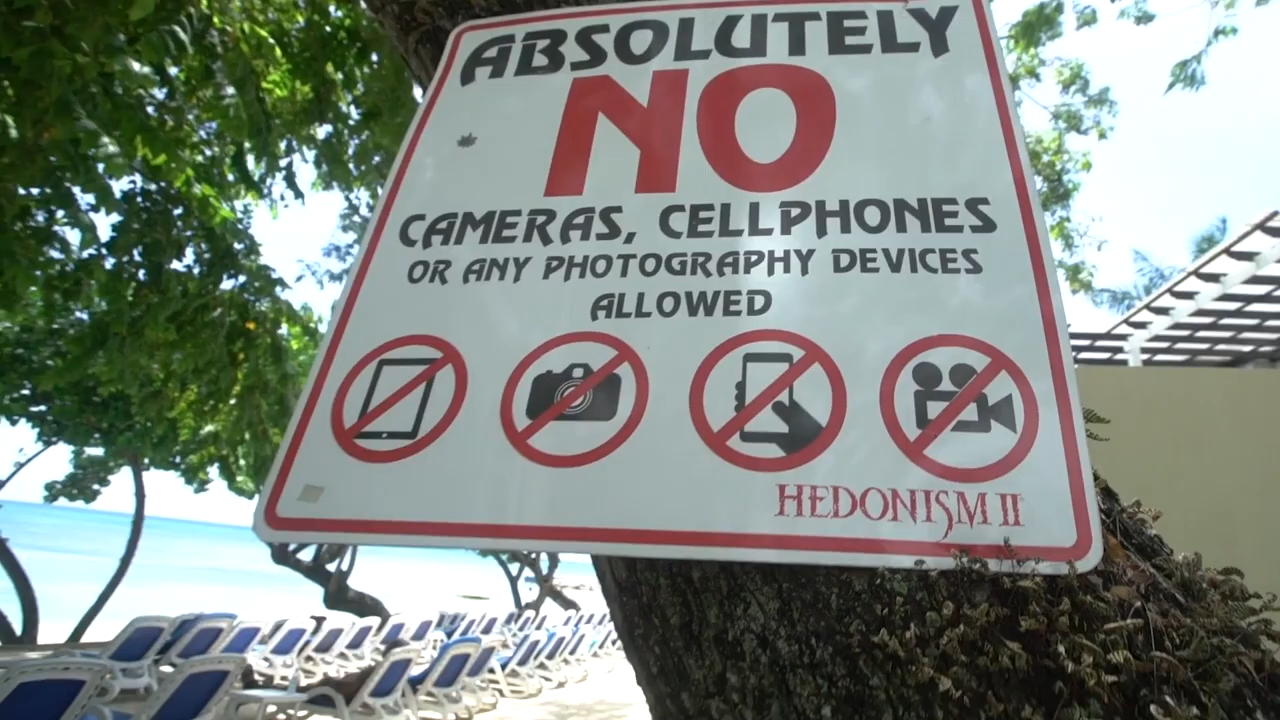 ABSOLUTELY
NO
CAMERAS, CELLPHONES
OR ANY PHOTOGRAPHY DEVICES
ALLOWED
HEDONISM II